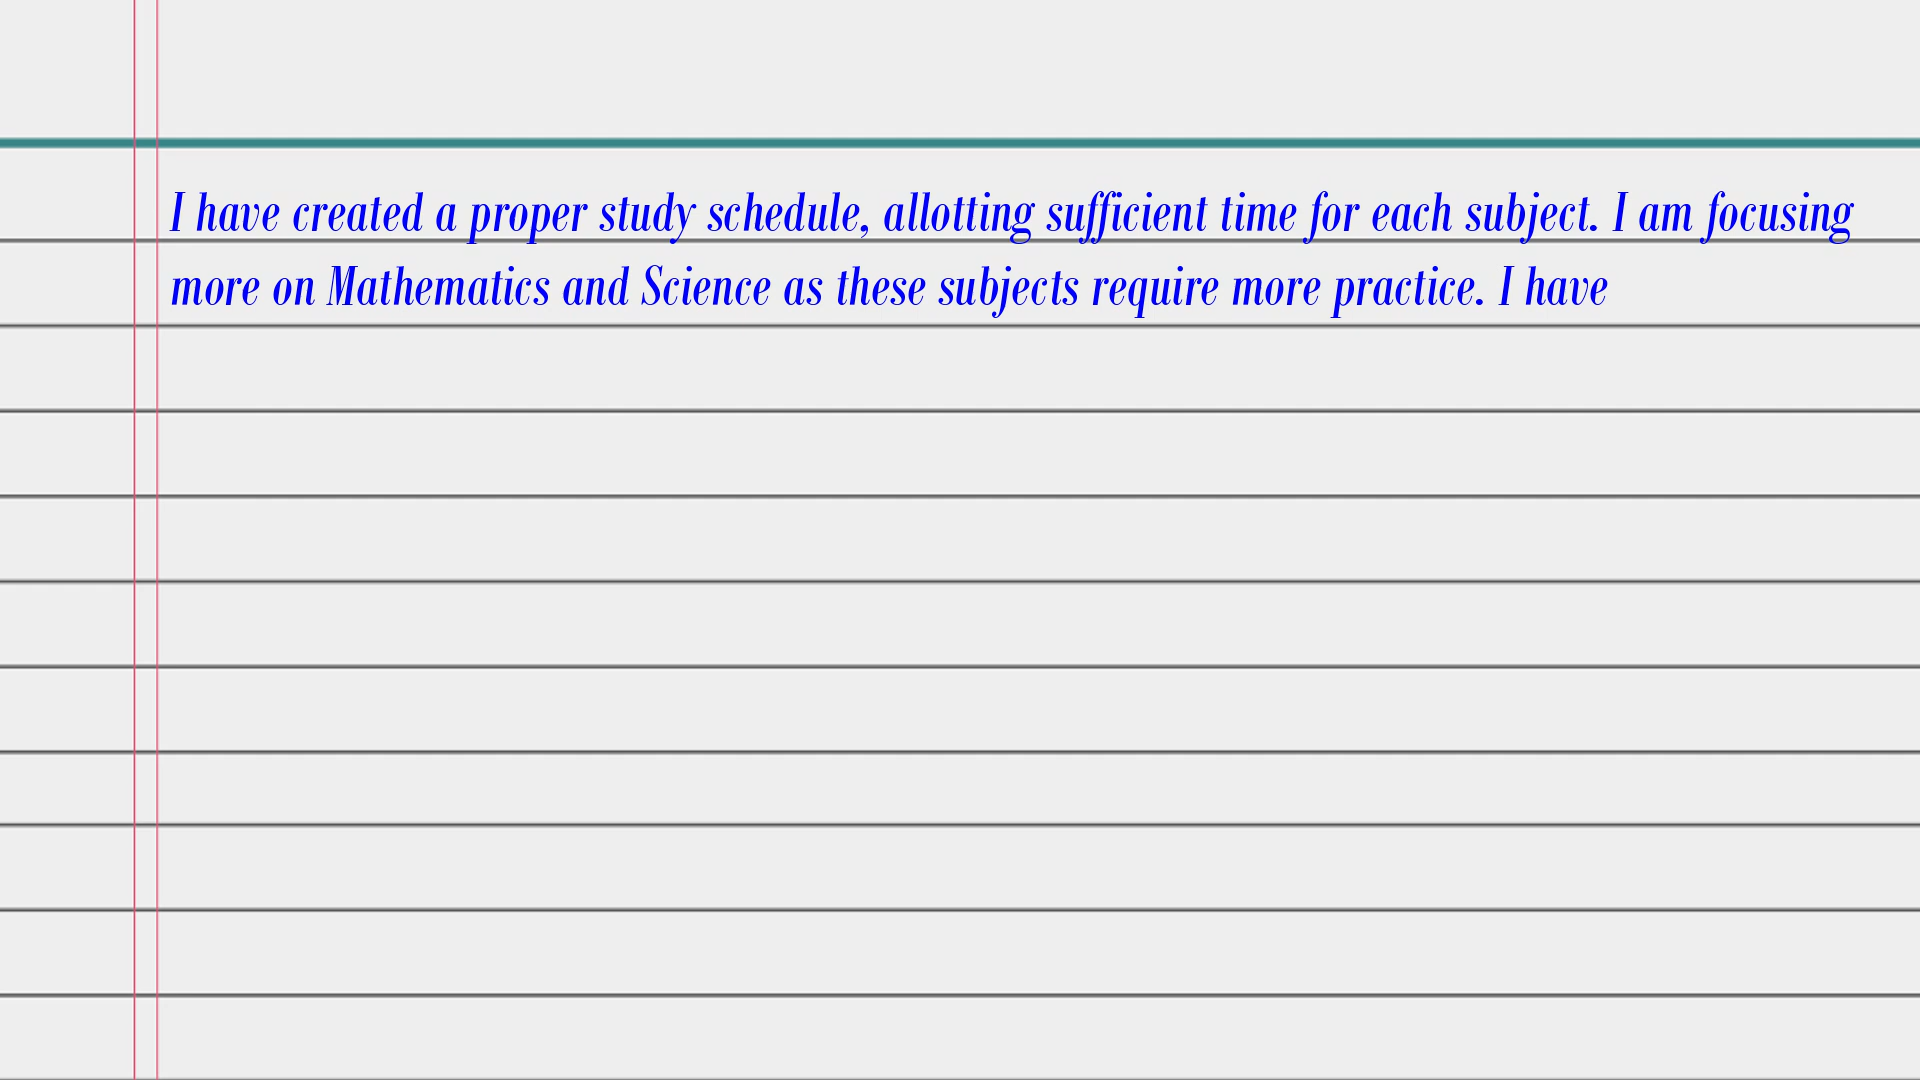 I have created a proper study schedule, allotting sufficient time for each subject. I am focusing
more on Mathematics and Science as these subjects require more practice. I have